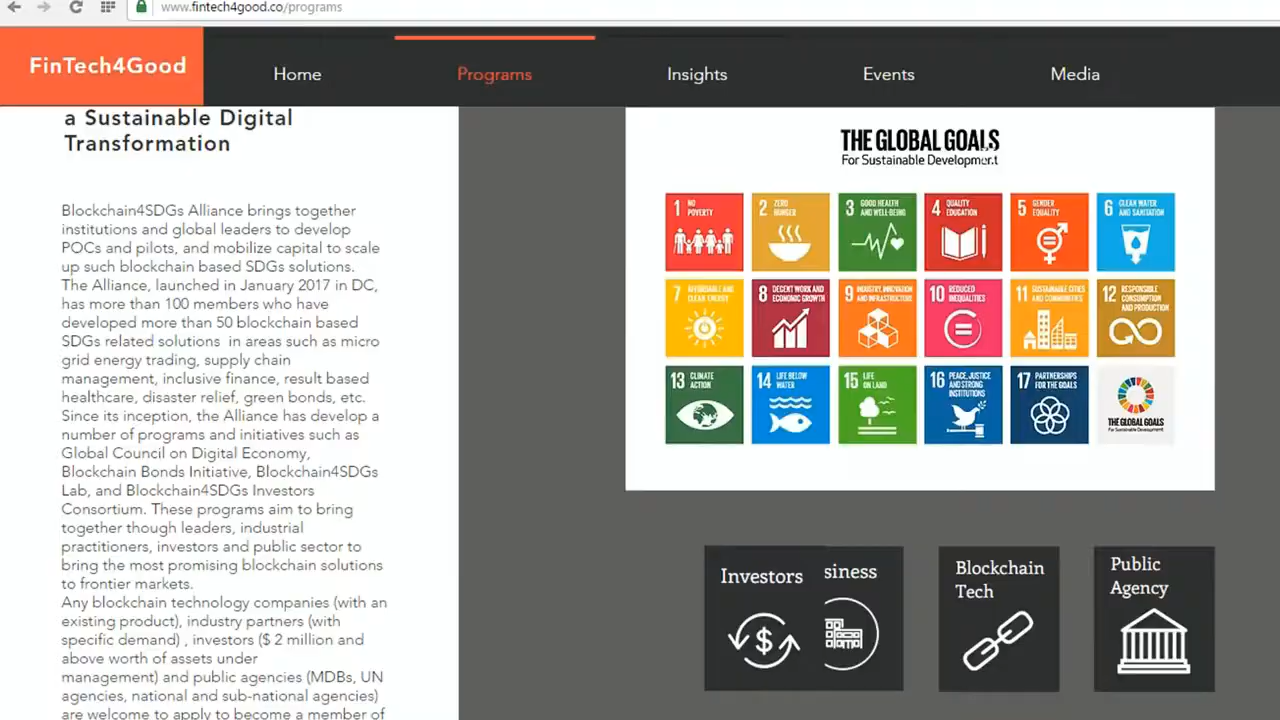 www.fintech4good.co/programs
FinTech4Good
Home
Programs
Insights
Events
Media
a Sustainable Digital
Transformation
Blockchain4SDGs Alliance brings together
institutions and global leaders to develop
POCs and pilots, and mobilize capital to scale
up such blockchain based SDGs solutions.
The Alliance, launched in January 2017 in DC,
has more than 100 members who have
developed more than 50 blockchain based
SDGs related solutions in areas such as micro
grid energy trading, supply chain
management, inclusive finance, result based
healthcare, disaster relief, green bonds, etc.
Since its inception, the Alliance has develop a
number of programs and initiatives such as
Global Council on Digital Economy,
Blockchain Bonds Initiative, Blockchain4SDGs
Lab, and Blockchain4SDGs Investors
Consortium. These programs aim to bring
together though leaders, industrial
practitioners, investors and public sector to
bring the most promising blockchain solutions
to frontier markets.
Any blockchain technology companies (with an
existing product), industry partners (with
specific demand) , investors ($ 2 million and
above worth of assets under
management) and public agencies (MDBs, UN
agencies, national and sub-national agencies)
are welcome to apply to become a member of
THE GLOBAL GOALS
For Sustainable Development
1 NO
POVERTY
2 ZERO
HUNGER
3 GOOD HEALTH
AND WELL-BEING
4 QUALITY
EDUCATION
5 GENDER
EQUALITY
6 CLEAN WATER
AND SANITATION
7 AFFORDABLE AND
CLEAN ENERGY
8 DECENT WORK AND
ECONOMIC GROWTH
9 INDUSTRY, INNOVATION
AND INFRASTRUCTURE
10 REDUCED
INEQUALITIES
11 SUSTAINABLE CITIES
AND COMMUNITIES
12 RESPONSIBLE
CONSUMPTION
AND PRODUCTION
13 CLIMATE
ACTION
14 LIFE BELOW
WATER
15 LIFE
ON LAND
16 PEACE, JUSTICE
AND STRONG
INSTITUTIONS
17 PARTNERSHIPS
FOR THE GOALS
THE GLOBAL GOALS
For Sustainable Development
Investors
siness
Blockchain
Tech
Public
Agency